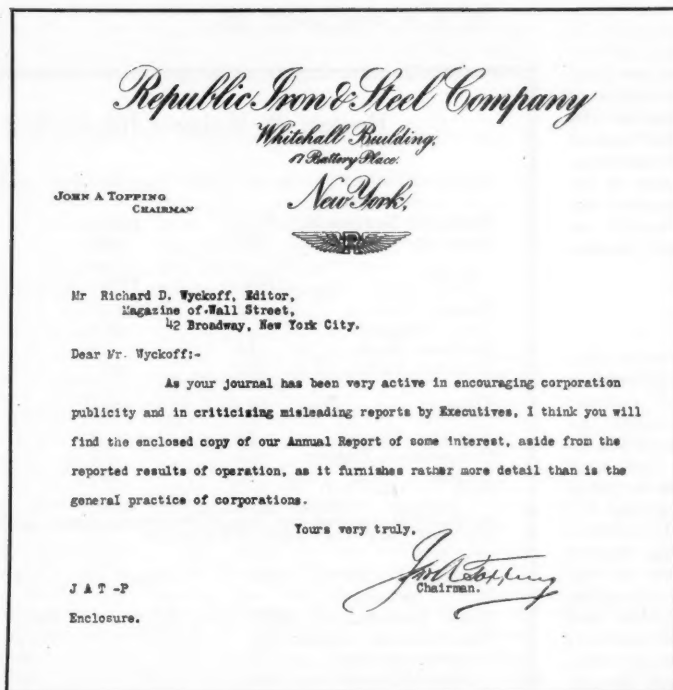 Republic Iron & Steel Company
Whitehall Building,
17 Battery Place.
New York,
JOHN A TOPPING
CHAIRMAN
R
Mr Richard D. Wyckoff, Editor,
Magazine of Wall Street,
42 Broadway, New York City.
Dear Mr. Wyckoff:-
As your journal has been very active in encouraging corporation
publicity and in criticising misleading reports by Executives, I think you will
find the enclosed copy of our Annual Report of some interest, aside from the
reported results of operation, as it furnishes rather more detail than is the
general practice of corporations.
Yours very truly,
Jno A Topping
Chairman.
J A T -P
Enclosure.